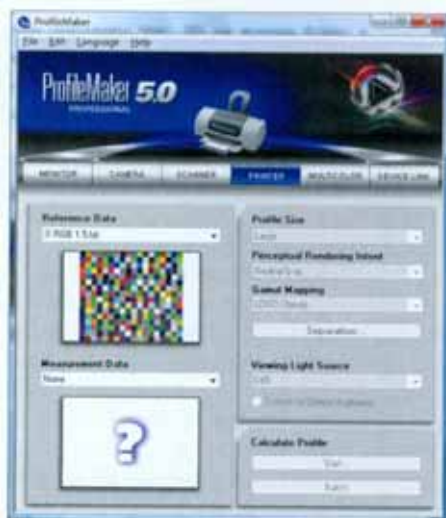 ProfileMaker
File Edit Language Help
ProfileMaker 5.0
PROFESSIONAL
MONITOR CAMERA SCANNER PRINTER MULTICOLOR DEVICE LINK
Reference Data
Measurement Data
None
Profile Size
Large
Perceptual Rendering Intent
Gamut Mapping
Separation...
Viewing Light Source
Calculate Profile
Start...